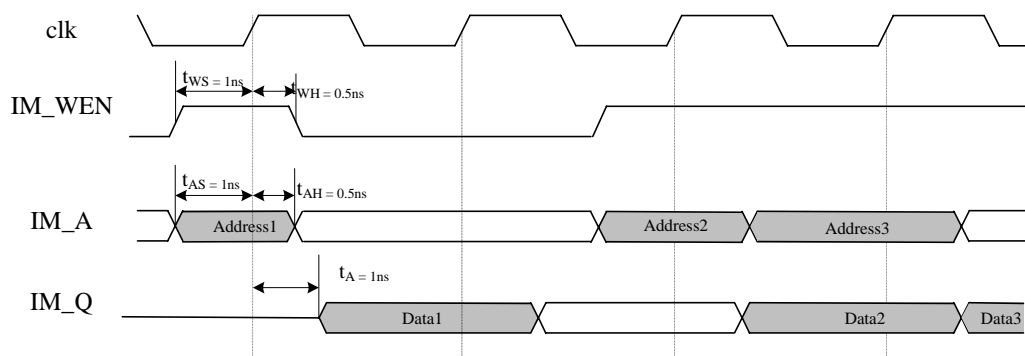 clk
t_WS = 1ns
t_WH = 0.5ns
IM_WEN
t_AS = 1ns
t_AH = 0.5ns
IM_A
Address1
Address2
Address3
t_A = 1ns
IM_Q
Data1
Data2
Data3